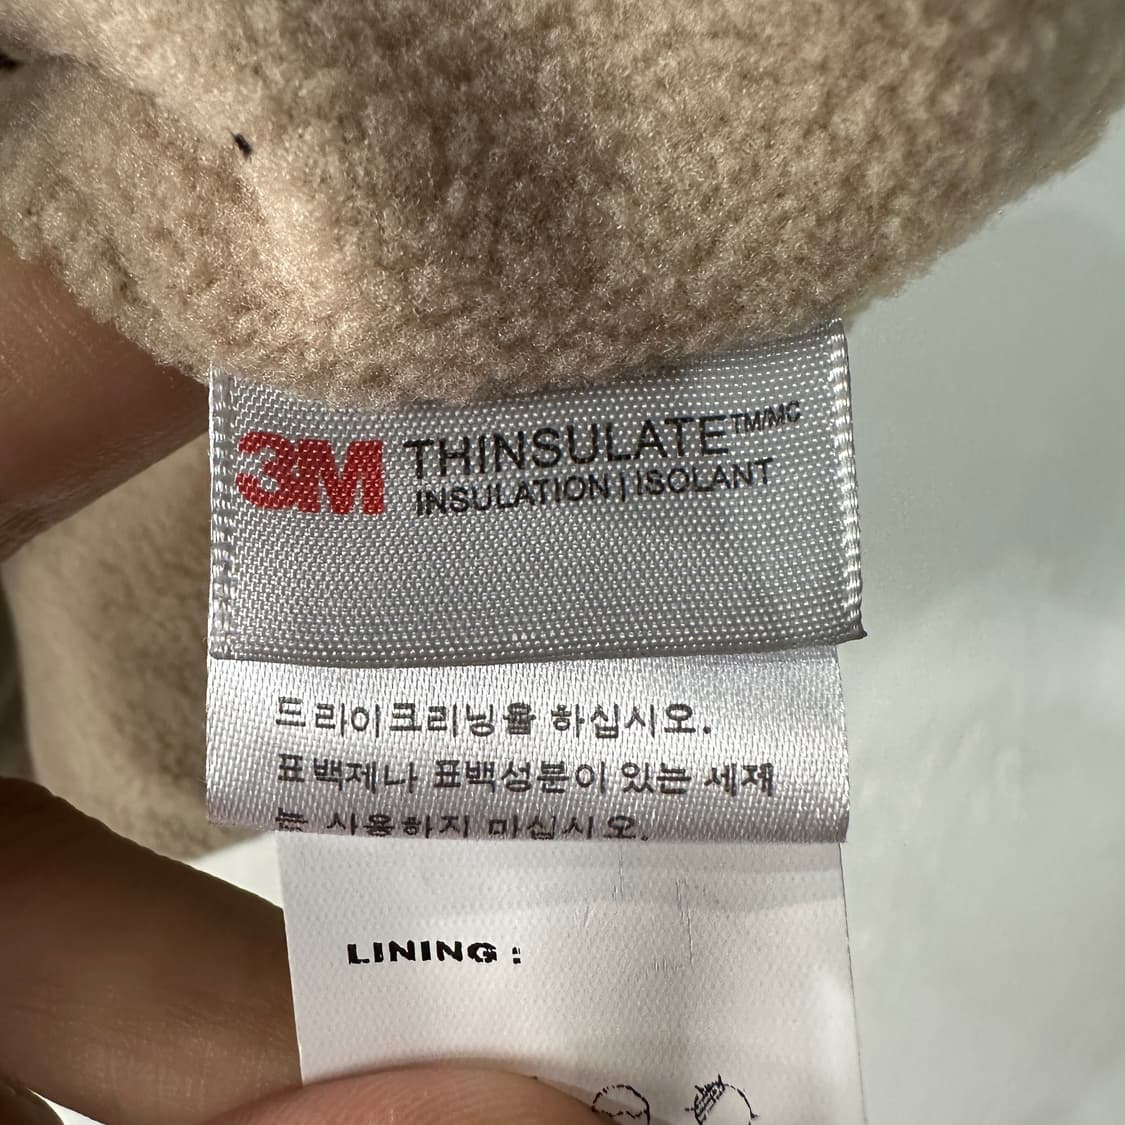 3M THINSULATE™/MC
INSULATION | ISOLANT
드라이크리닝을 하십시오.
표백제나 표백성분이 있는 세제
는 사용하지 마십시오.
LINING :